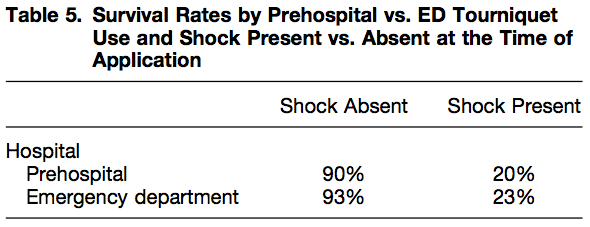 Table 5. Survival Rates by Prehospital vs. ED Tourniquet
Use and Shock Present vs. Absent at the Time of
Application
Shock Absent Shock Present
Hospital
Prehospital 90% 20%
Emergency department 93% 23%